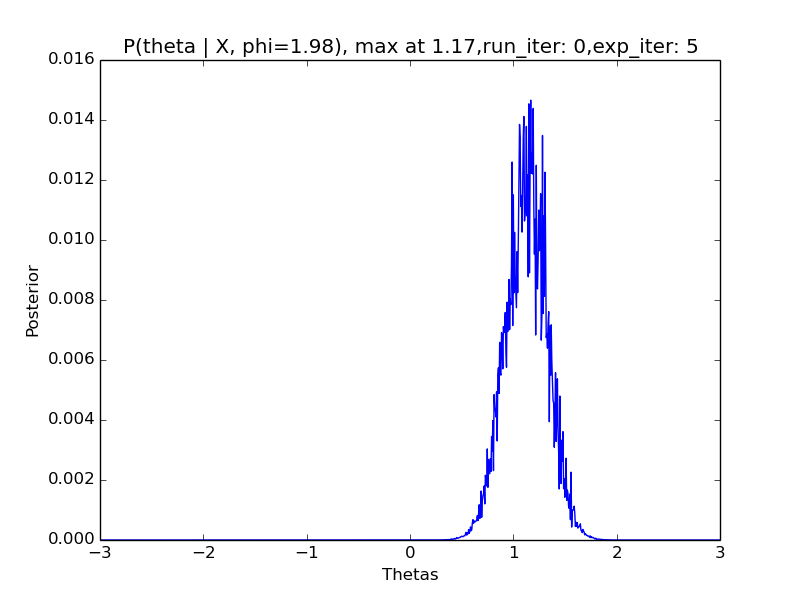 P(theta | X, phi=1.98), max at 1.17,run_iter: 0,exp_iter: 5
0.016
0.014
0.012
0.010
0.008
0.006
0.004
0.002
0.000
Posterior
−3 −2 −1 0 1 2 3
Thetas